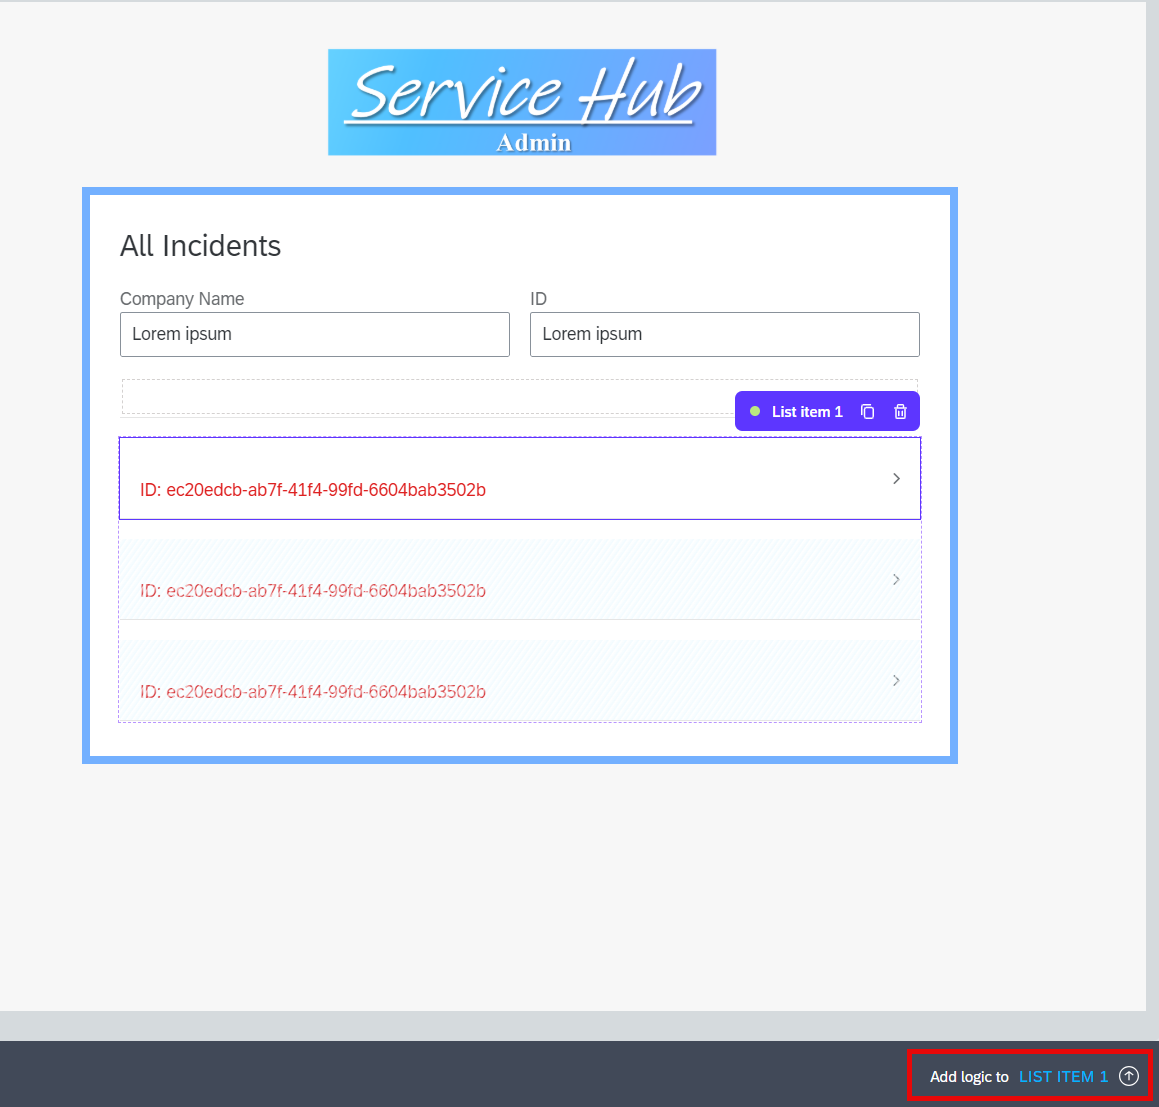 Service Hub
Admin
All Incidents
Company Name
ID
Lorem ipsum
Lorem ipsum
List item 1
ID: ec20edcb-ab7f-41f4-99fd-6604bab3502b
ID: ec20edcb-ab7f-41f4-99fd-6604bab3502b
ID: ec20edcb-ab7f-41f4-99fd-6604bab3502b
Add logic to LIST ITEM 1